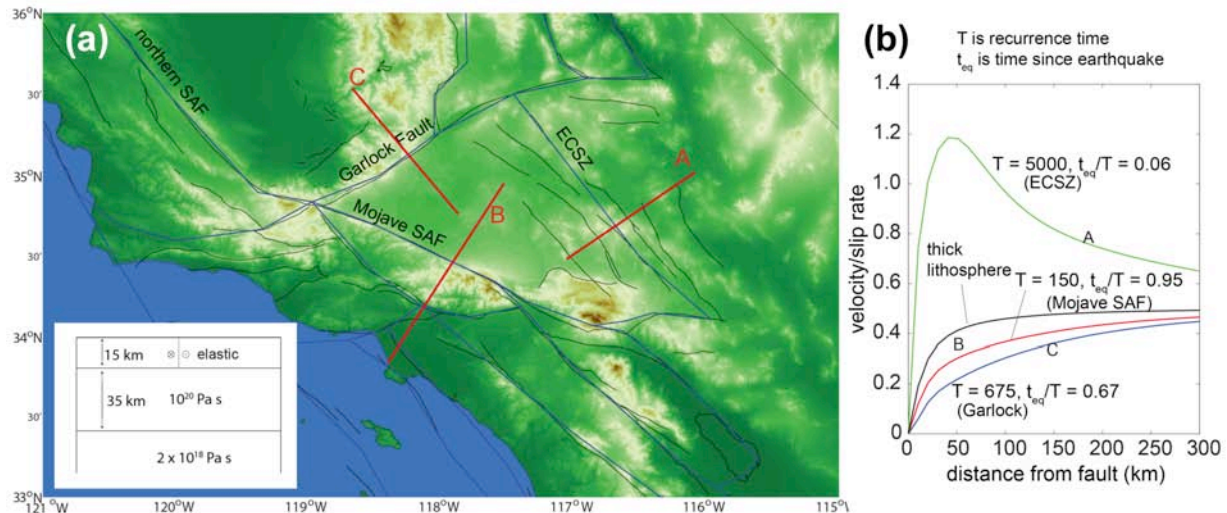 (a)
36°N
30'
35°N
30'
34°N
30'
33°N
121°W
120°W
119°W
118°W
117°W
116°W
115°W
northern SAF
C
Garlock Fault
ECSZ
A
B
Mojave SAF
15 km
elastic
35 km
10²⁰ Pa s
2 x 10¹⁸ Pa s
(b)
T is recurrence time
t_eq is time since earthquake
velocity/slip rate
1.4
1.2
1.0
0.8
0.6
0.4
0.2
0
T = 5000, t_eq/T = 0.06
(ECSZ)
A
thick
lithosphere
T = 150, t_eq/T = 0.95
(Mojave SAF)
B
C
T = 675, t_eq/T = 0.67
(Garlock)
0 50 100 150 200 250 300
distance from fault (km)